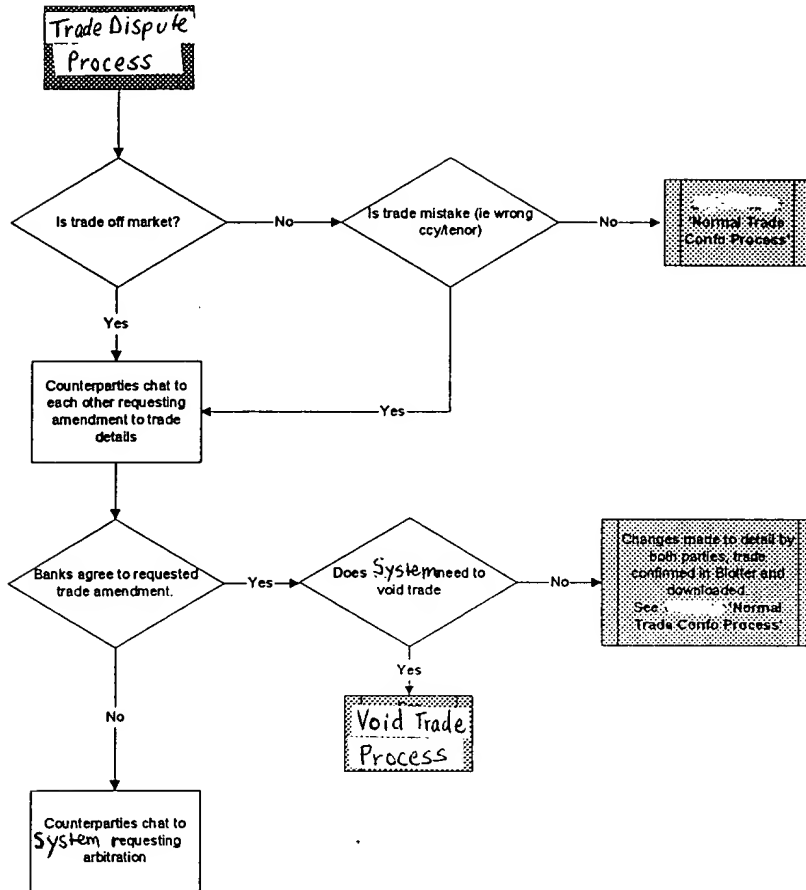 Trade Dispute
Process
Is trade off market?
No
Is trade mistake (ie wrong
ccy/tenor)
No
'Normal Trade
Confo Process'
Yes
Counterparties chat to
each other requesting
amendment to trade
details
Yes
Banks agree to requested
trade amendment.
Yes
Does System need to
void trade
No
Changes made to detail by
both parties, trade
confirmed in Blotter and
downloaded.
See 'Normal
Trade Confo Process'
Yes
No
Void Trade
Process
Counterparties chat to
System requesting
arbitration